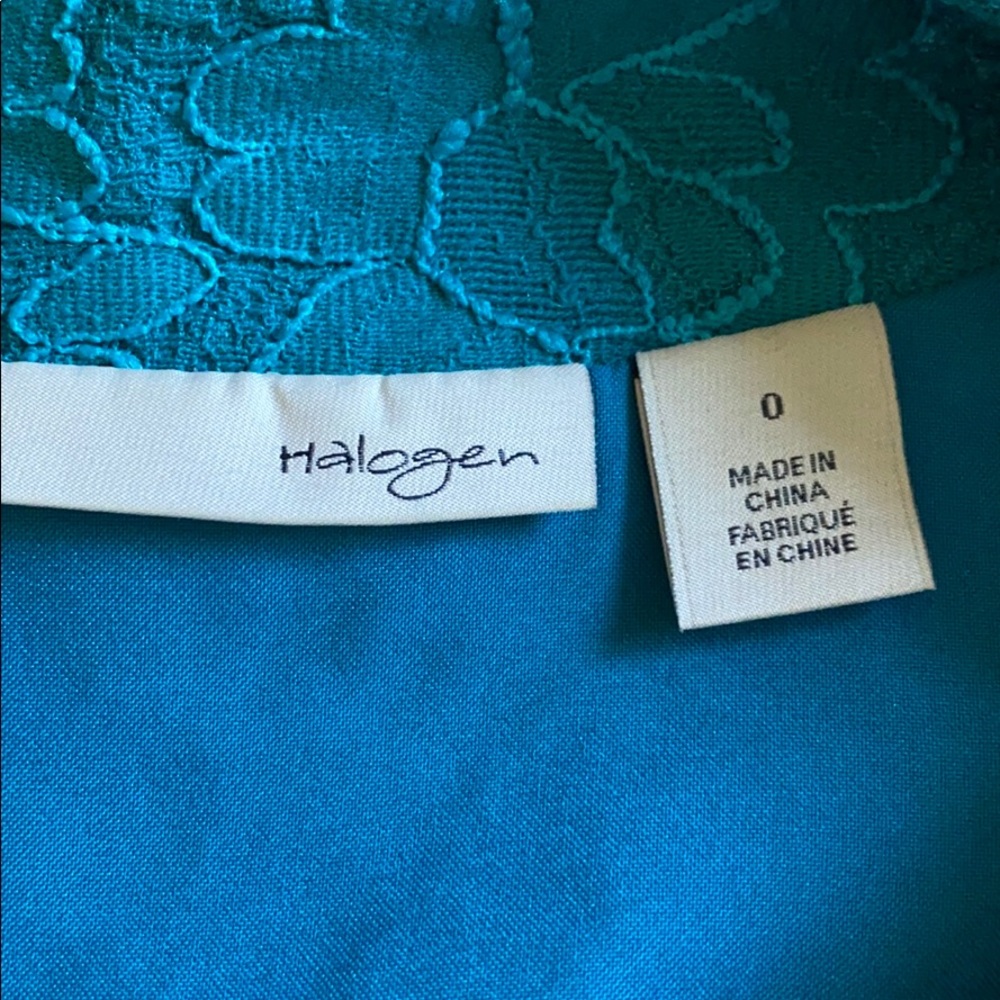 Halogen
0
MADE IN
CHINA
FABRIQUÉ
EN CHINE